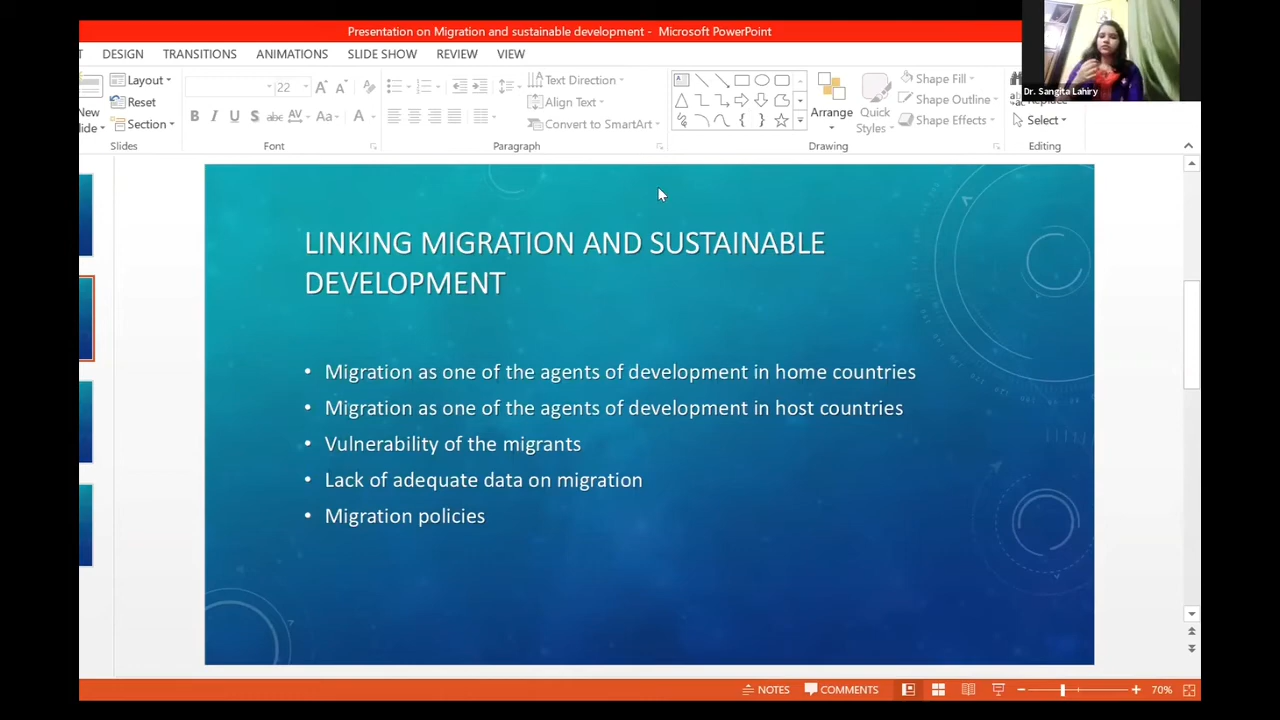 Presentation on Migration and sustainable development - Microsoft PowerPoint
DESIGN TRANSITIONS ANIMATIONS SLIDE SHOW REVIEW VIEW
Dr. Sangita Lahiry
Layout
Reset
Section
Slides
22
B I U S abc AV Aa A
Font
Text Direction
Align Text
Convert to SmartArt
Paragraph
Arrange
Quick
Styles
Shape Fill
Shape Outline
Shape Effects
Drawing
Replace
Select
Editing
LINKING MIGRATION AND SUSTAINABLE
DEVELOPMENT
• Migration as one of the agents of development in home countries
• Migration as one of the agents of development in host countries
• Vulnerability of the migrants
• Lack of adequate data on migration
• Migration policies
NOTES COMMENTS 70%